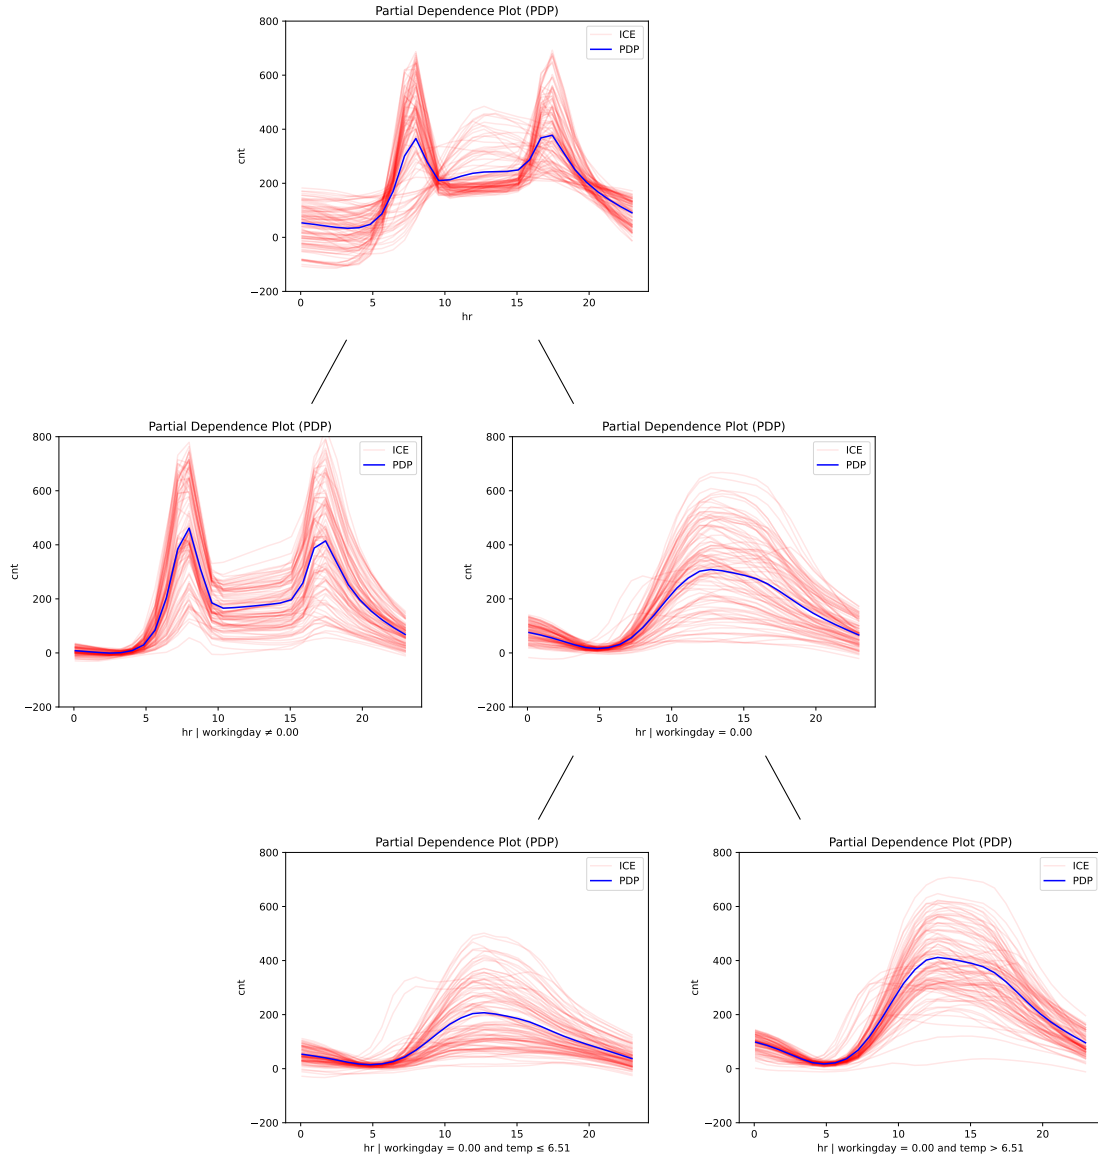 Partial Dependence Plot (PDP)
800
600
400
200
0
−200
cnt
ICE
PDP
0 5 10 15 20
hr
Partial Dependence Plot (PDP)
800
600
400
200
0
−200
cnt
ICE
PDP
0 5 10 15 20
hr | workingday ≠ 0.00
Partial Dependence Plot (PDP)
800
600
400
200
0
−200
cnt
ICE
PDP
0 5 10 15 20
hr | workingday = 0.00
Partial Dependence Plot (PDP)
800
600
400
200
0
−200
cnt
ICE
PDP
0 5 10 15 20
hr | workingday = 0.00 and temp ≤ 6.51
Partial Dependence Plot (PDP)
800
600
400
200
0
−200
cnt
ICE
PDP
0 5 10 15 20
hr | workingday = 0.00 and temp > 6.51